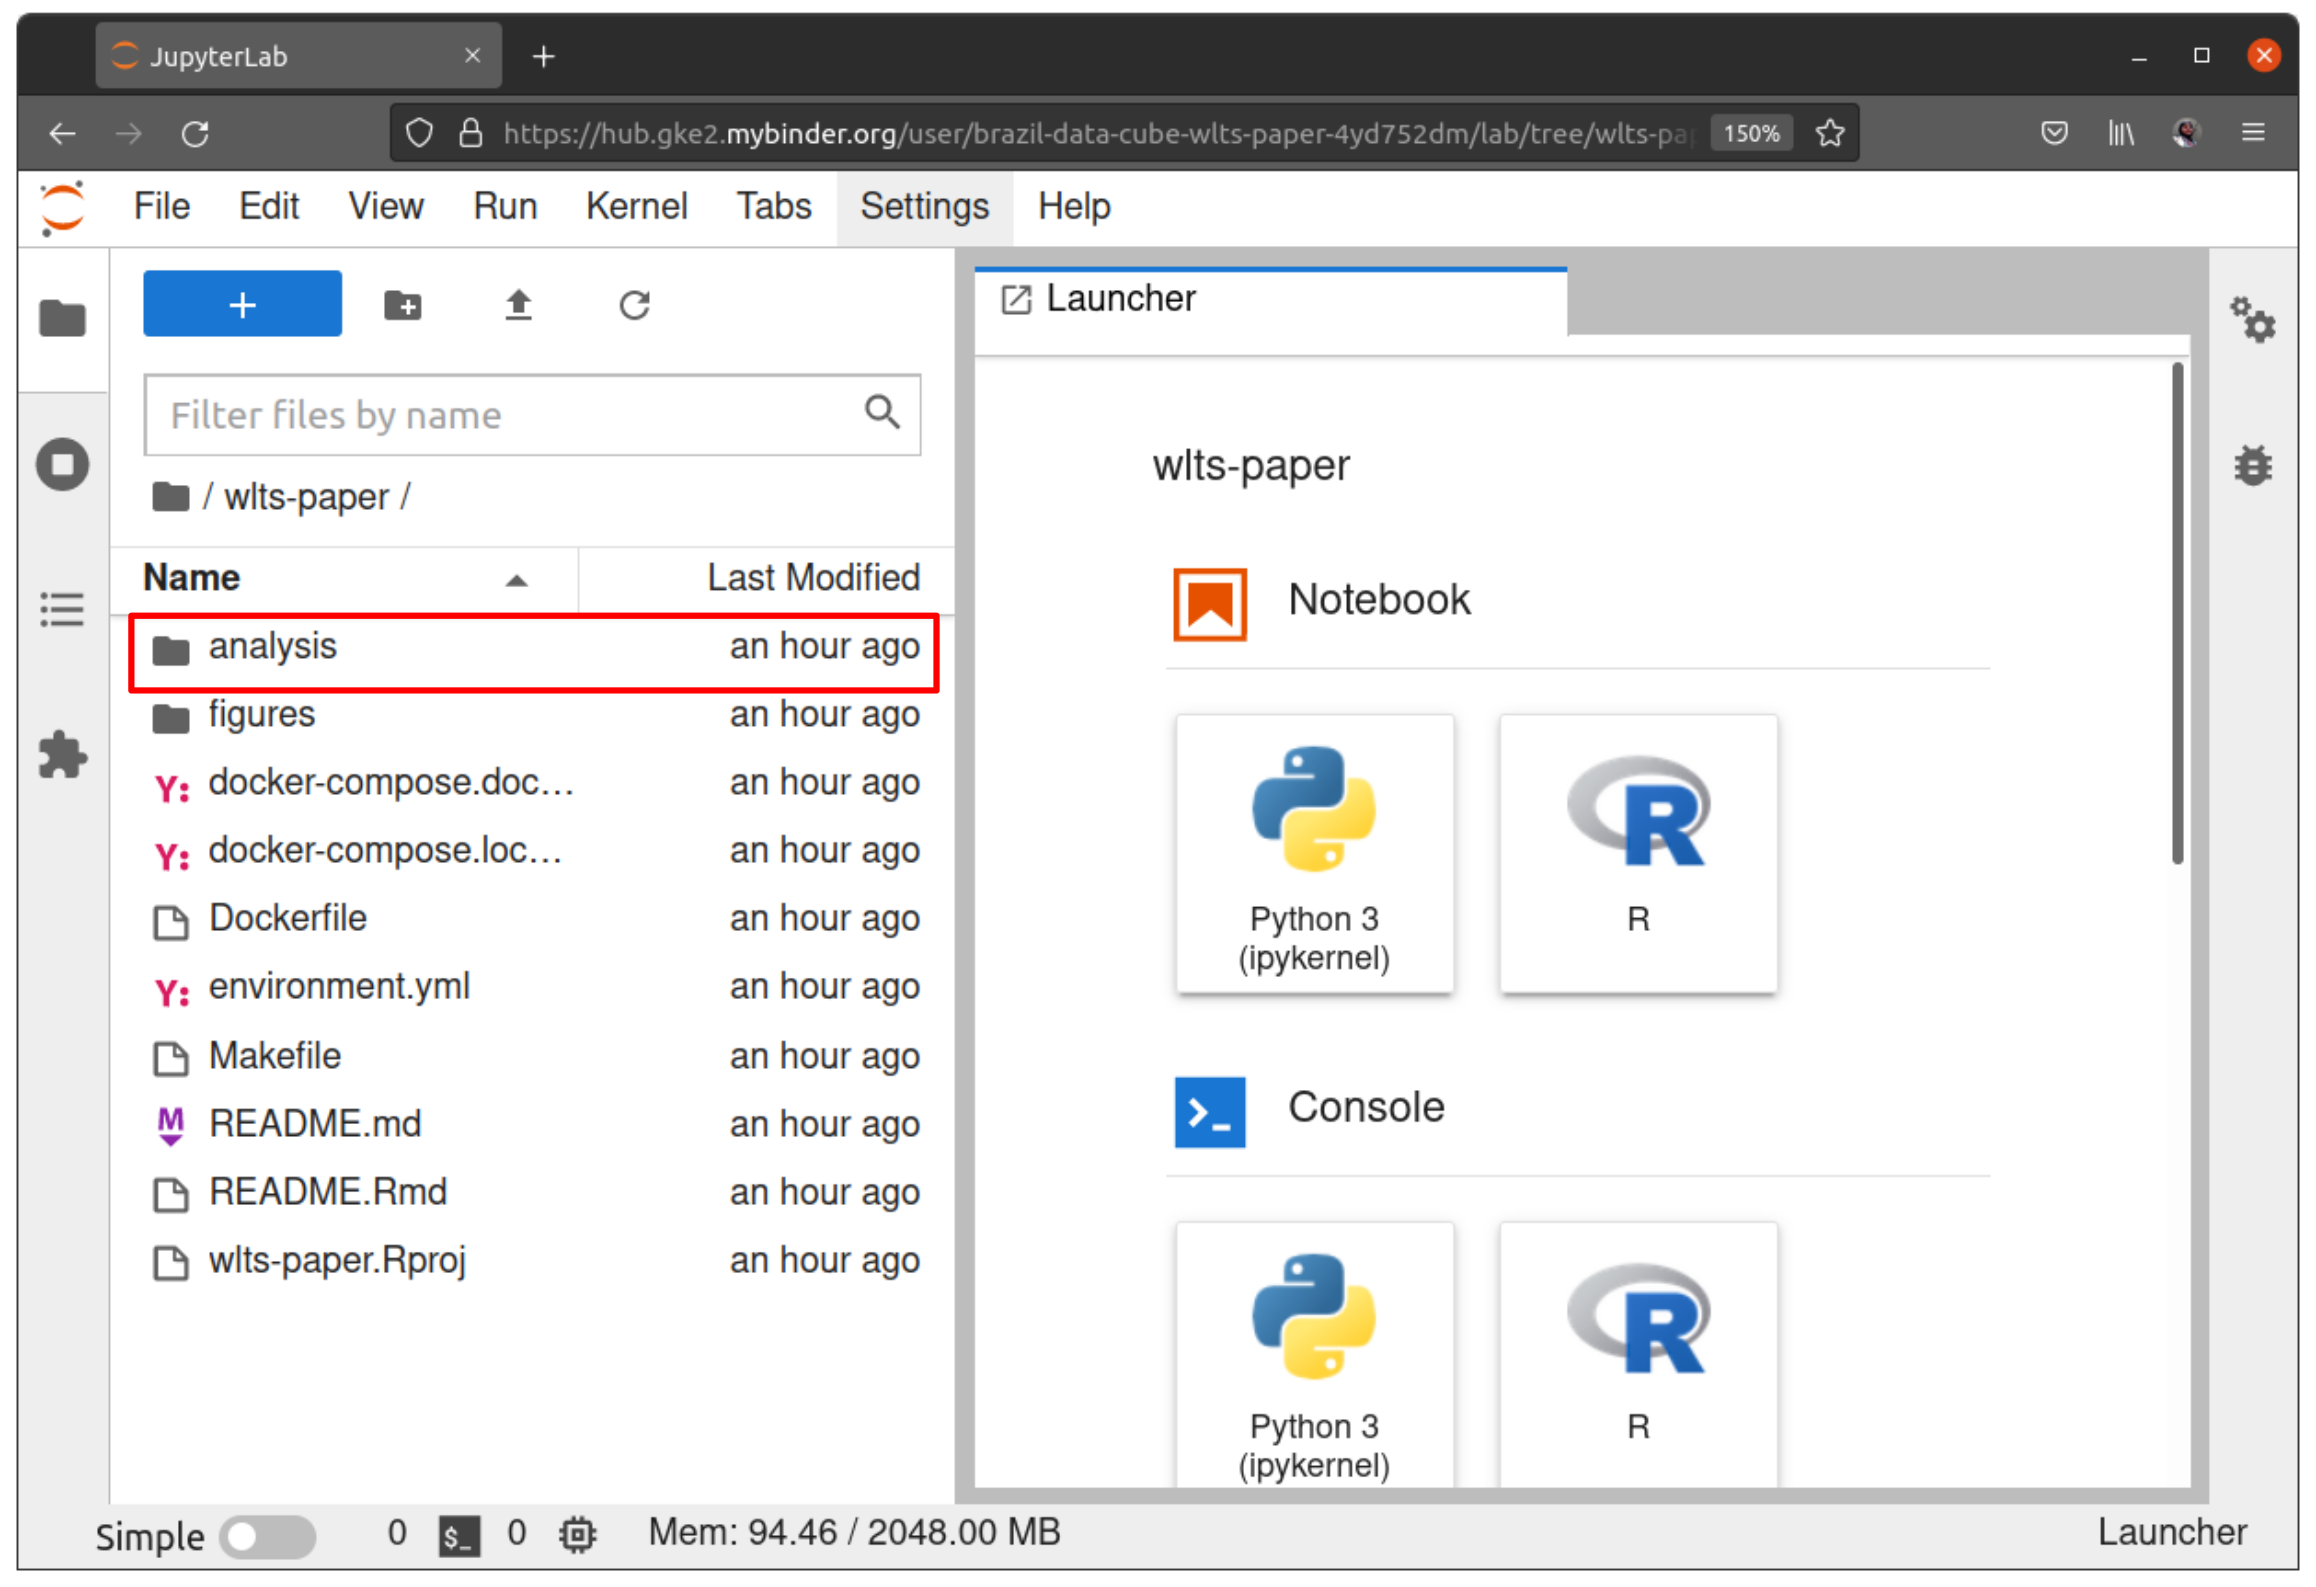 JupyterLab
https://hub.gke2.mybinder.org/user/brazil-data-cube-wlts-paper-4yd752dm/lab/tree/wlts-pa 150%
File Edit View Run Kernel Tabs Settings Help
Launcher
Filter files by name
/ wlts-paper /
Name Last Modified
analysis an hour ago
figures an hour ago
docker-compose.doc... an hour ago
docker-compose.loc... an hour ago
Dockerfile an hour ago
environment.yml an hour ago
Makefile an hour ago
README.md an hour ago
README.Rmd an hour ago
wlts-paper.Rproj an hour ago
wlts-paper
Notebook
Python 3
(ipykernel)
R
Console
Python 3
(ipykernel)
R
Simple 0 $_ 0 Mem: 94.46 / 2048.00 MB Launcher